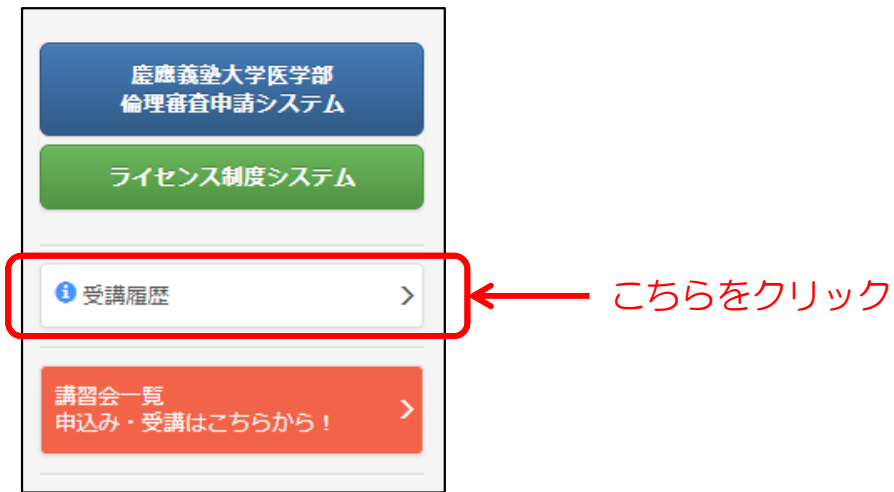 慶應義塾大学医学部
倫理審査申請システム
ライセンス制度システム
受講履歴
こちらをクリック
講習会一覧
申込み・受講はこちらから！